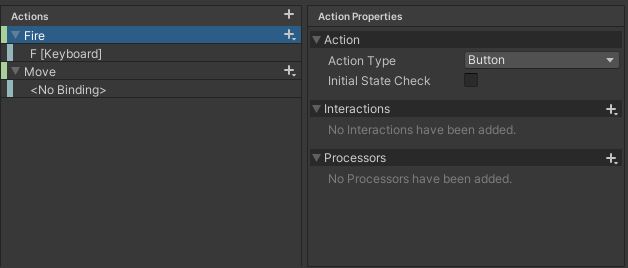 Actions
Fire
F [Keyboard]
Move
<No Binding>
Action Properties
Action
Action Type Button
Initial State Check
Interactions
No Interactions have been added.
Processors
No Processors have been added.